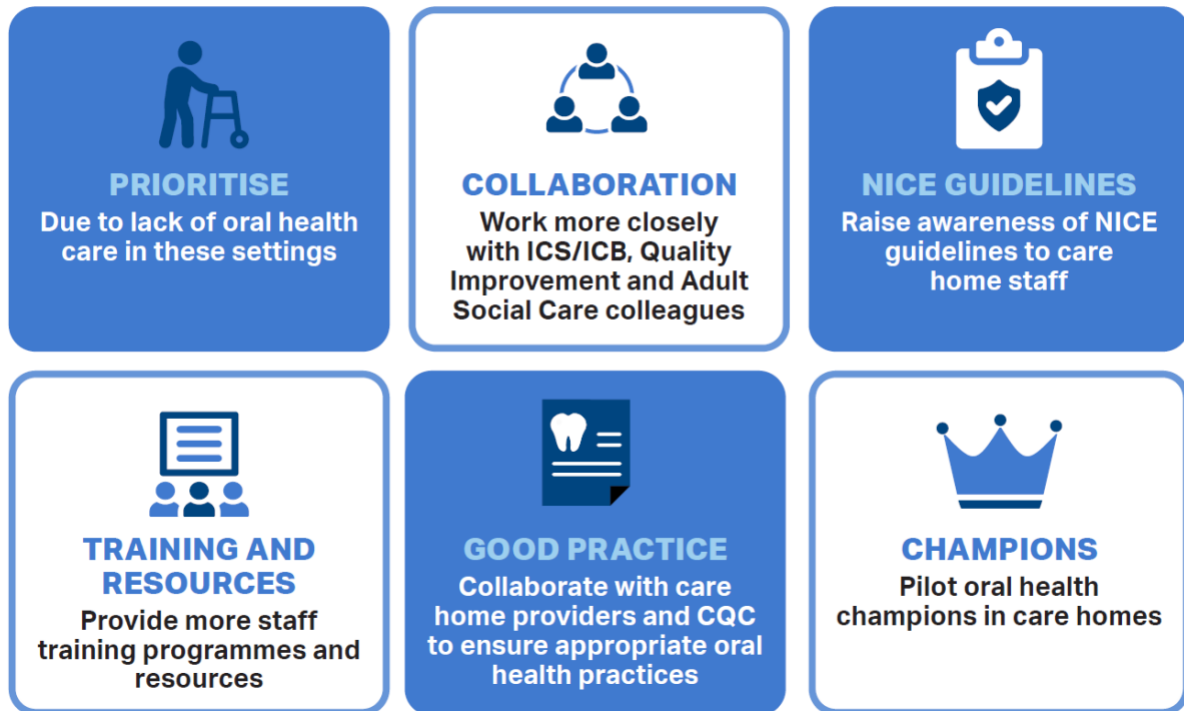 PRIORITISE
Due to lack of oral health
care in these settings
COLLABORATION
Work more closely
with ICS/ICB, Quality
Improvement and Adult
Social Care colleagues
NICE GUIDELINES
Raise awareness of NICE
guidelines to care
home staff
TRAINING AND
RESOURCES
Provide more staff
training programmes and
resources
GOOD PRACTICE
Collaborate with care
home providers and CQC
to ensure appropriate oral
health practices
CHAMPIONS
Pilot oral health
champions in care homes